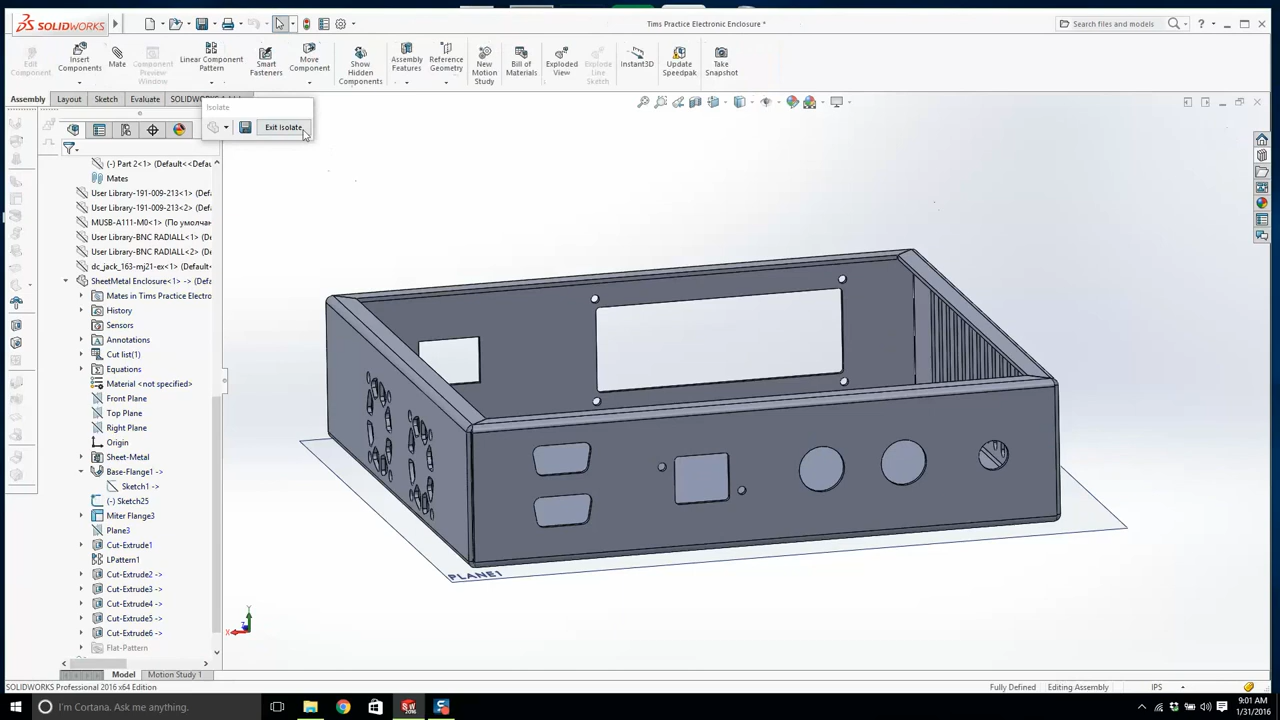 SOLIDWORKS
Tims Practice Electronic Enclosure *
Search files and models
Edit
Component
Insert
Components
Mate
Component
Preview
Window
Linear Component
Pattern
Smart
Fasteners
Move
Component
Show
Hidden
Components
Assembly
Features
Reference
Geometry
New
Motion
Study
Bill of
Materials
Exploded
View
Explode
Line
Sketch
Instant3D
Update
Speedpak
Take
Snapshot
Assembly
Layout
Sketch
Evaluate
SOLIDWORKS
Isolate
Exit Isolate
(-) Part 2<1> (Default<<Defau
Mates
User Library-191-009-213<1> (Def
User Library-191-009-213<2> (Def
MUSB-A111-M0<1> (По умолчан
User Library-BNC RADIALL<1> (
User Library-BNC RADIALL<2> (
dc_jack_163-mj21-ex<1> (Default
SheetMetal Enclosure<1> -> (Def
Mates in Tims Practice Electro
History
Sensors
Annotations
Cut list(1)
Equations
Material <not specified>
Front Plane
Top Plane
Right Plane
Origin
Sheet-Metal
Base-Flange1 ->
Sketch1 ->
(-) Sketch25
Miter Flange3
Plane3
Cut-Extrude1
LPattern1
Cut-Extrude2 ->
Cut-Extrude3 ->
Cut-Extrude4 ->
Cut-Extrude5 ->
Cut-Extrude6 ->
Flat-Pattern
PLANE1
Y
X
Z
Model
Motion Study 1
SOLIDWORKS Professional 2016 x64 Edition
Fully Defined
Editing Assembly
IPS
I'm Cortana. Ask me anything.
9:01 AM
1/31/2016